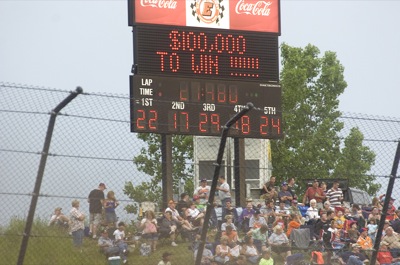 Coca-Cola E Coca-Cola
$100,000
TO WIN !!!!!!!
LAP
TIME
1ST 2ND 3RD 4TH 5TH
22 17 29 48 24